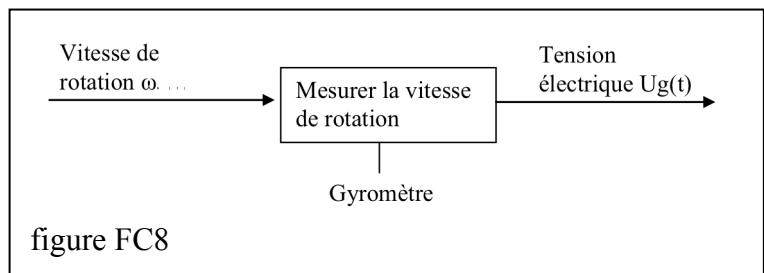 Vitesse de
rotation ω
Mesurer la vitesse
de rotation
Tension
électrique Ug(t)
Gyromètre
figure FC8